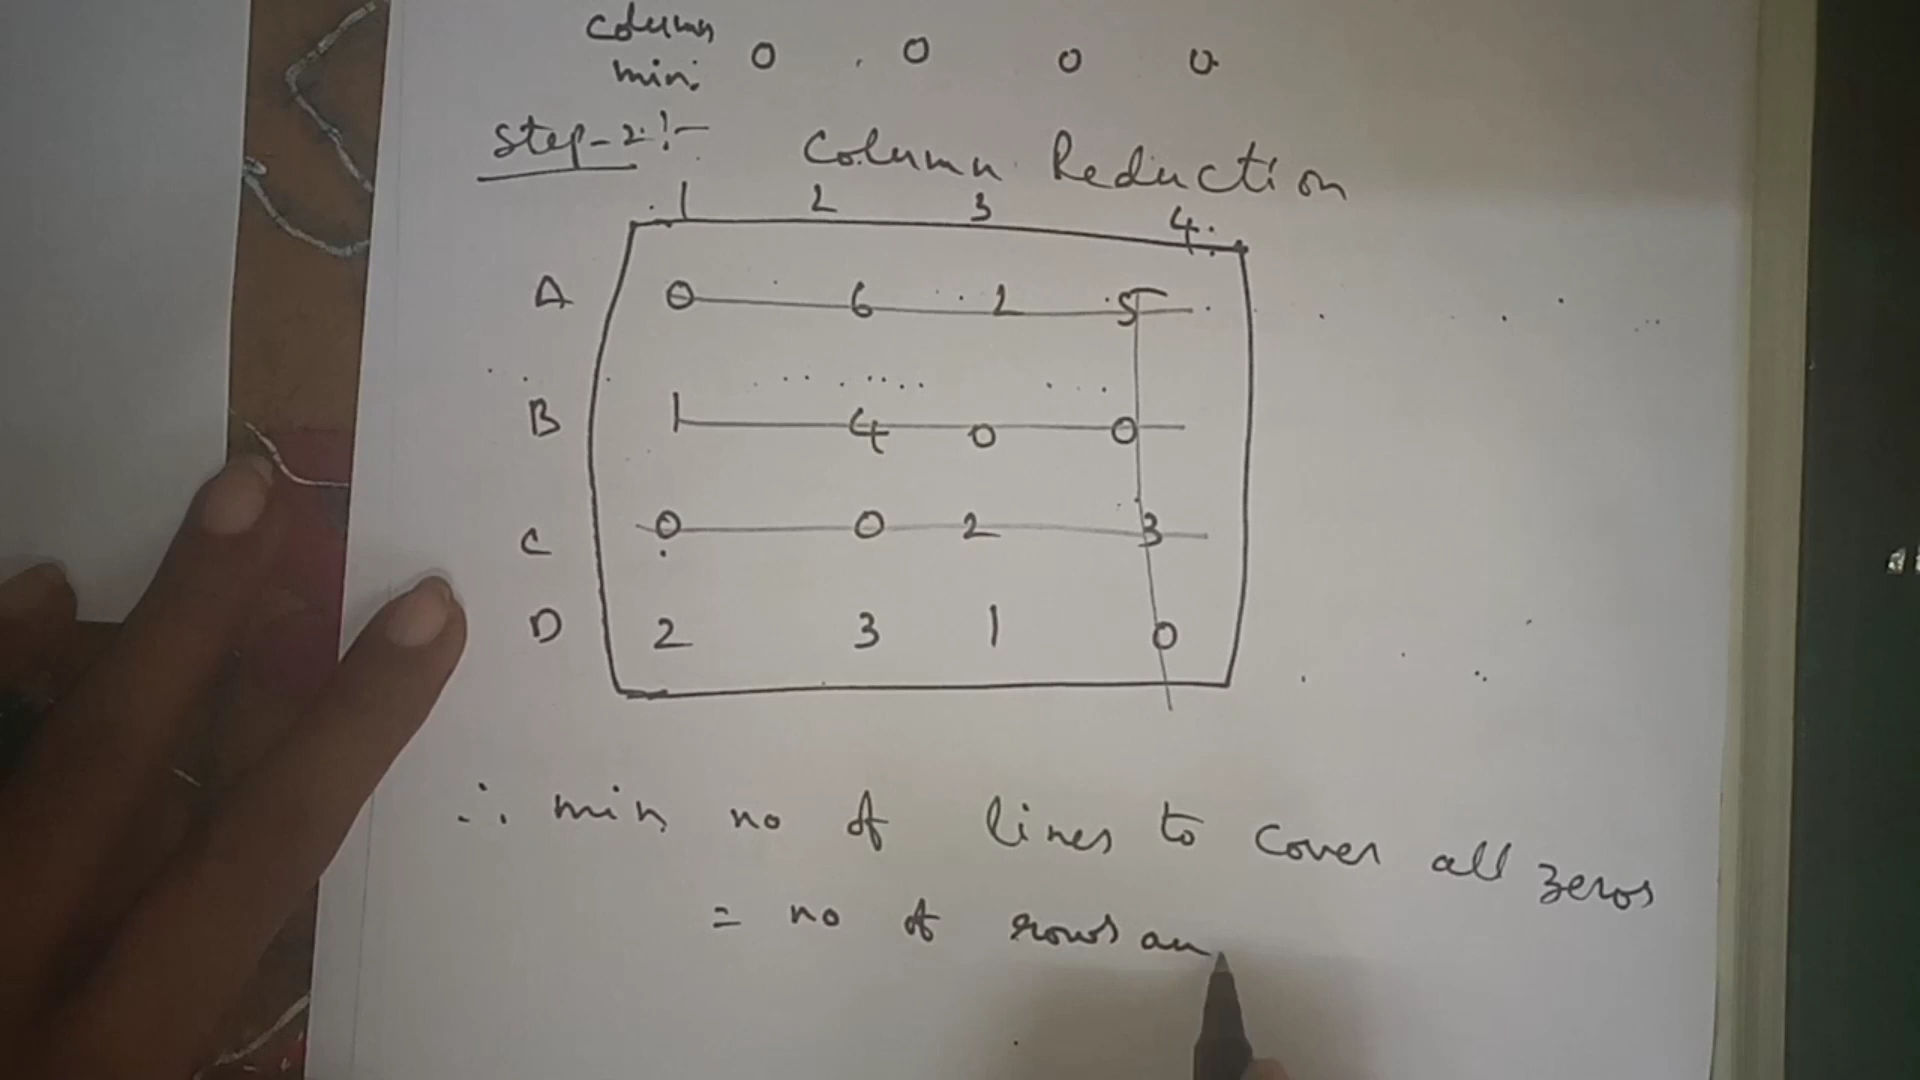 column
min: 0 0 0 0
Step-2:- Column Reduction
1 2 3 4
A 0 6 2 5
B 1 4 0 0
C 0 0 2 3
D 2 3 1 0
∴ min no of lines to cover all zeros
= no of rows an